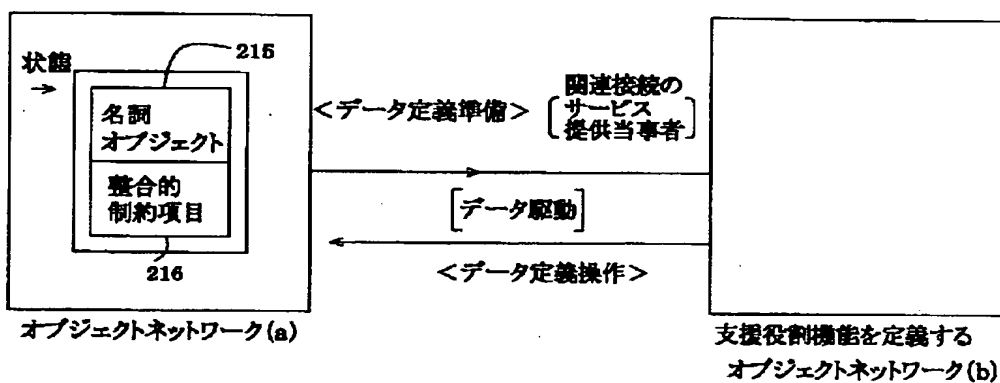 215
状態
→
名詞
オブジェクト
整合的
制約項目
216
オブジェクトネットワーク(a)
＜データ定義準備＞
関連接続の
サービス
提供当事者
[データ駆動]
＜データ定義操作＞
支援役割機能を定義する
オブジェクトネットワーク(b)